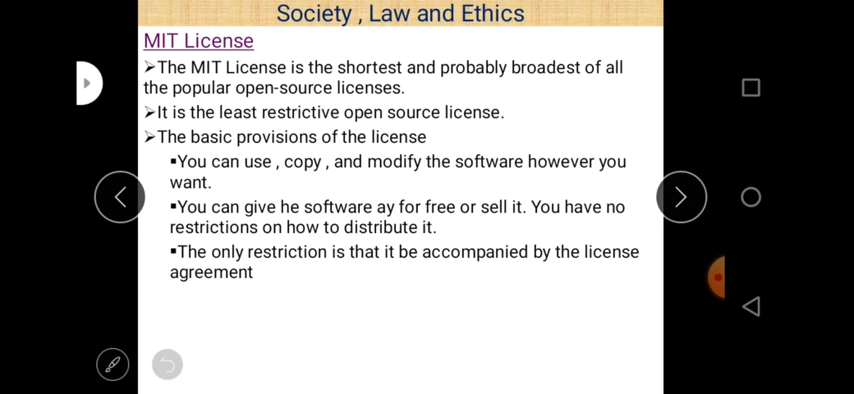 Society , Law and Ethics
MIT License
➢The MIT License is the shortest and probably broadest of all
the popular open-source licenses.
➢It is the least restrictive open source license.
➢The basic provisions of the license
▪You can use , copy , and modify the software however you
want.
▪You can give he software ay for free or sell it. You have no
restrictions on how to distribute it.
▪The only restriction is that it be accompanied by the license
agreement